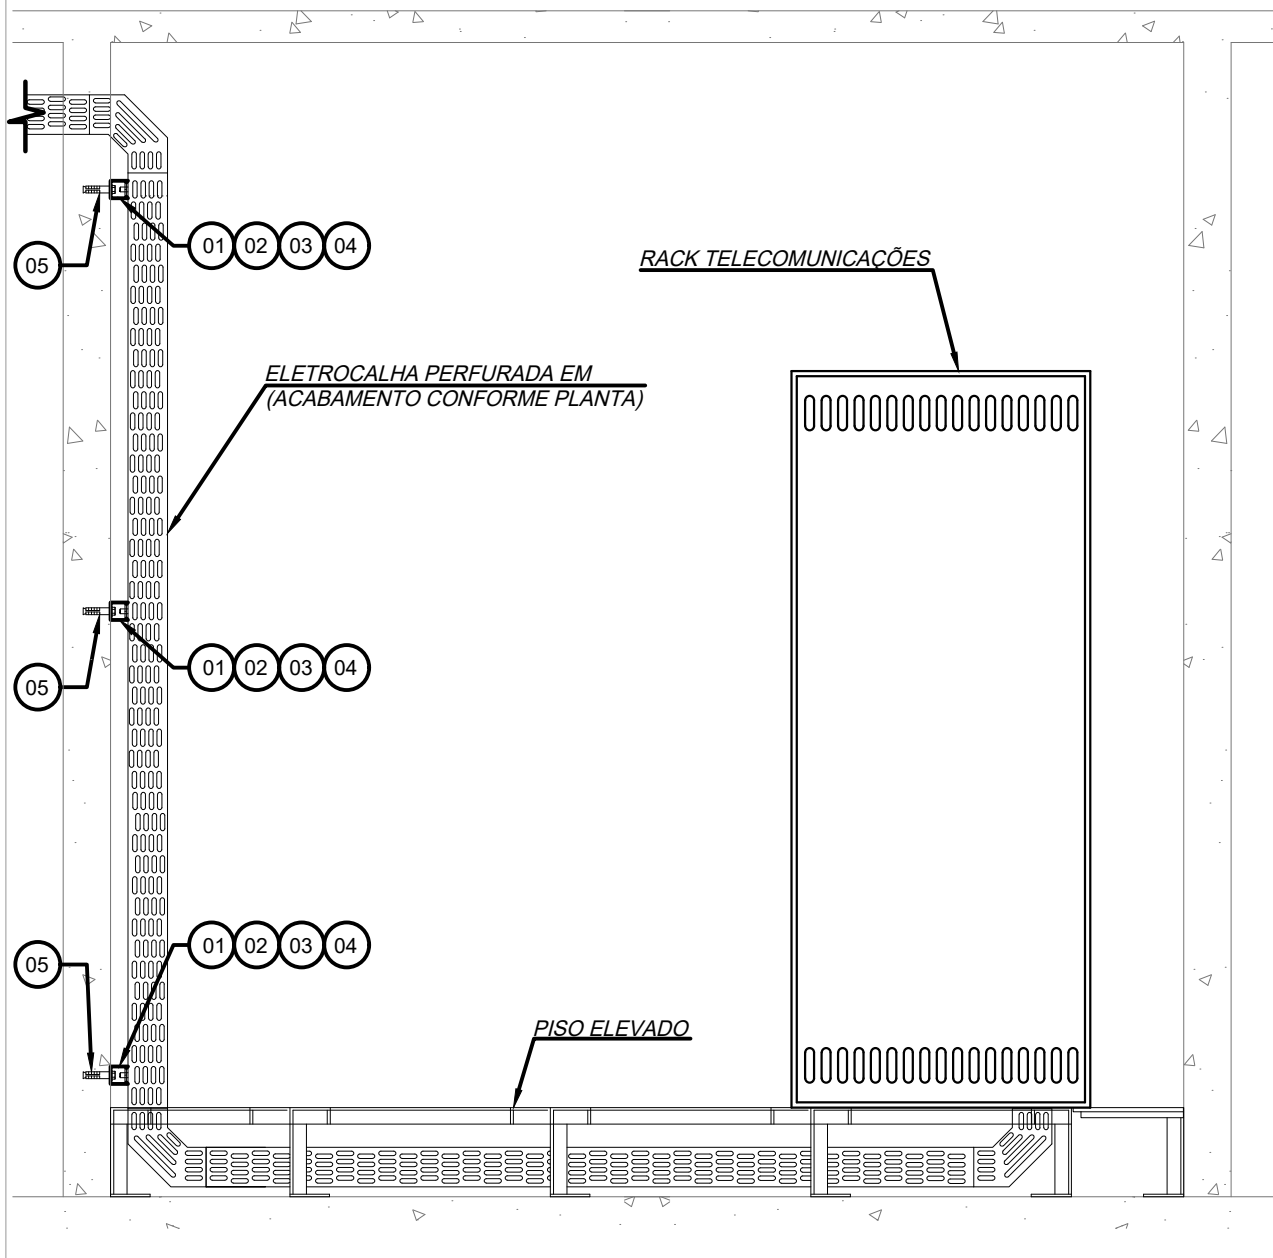 01 02 03 04
05
RACK TELECOMUNICAÇÕES
ELETROCALHA PERFURADA EM
(ACABAMENTO CONFORME PLANTA)
01 02 03 04
05
01 02 03 04
05
PISO ELEVADO